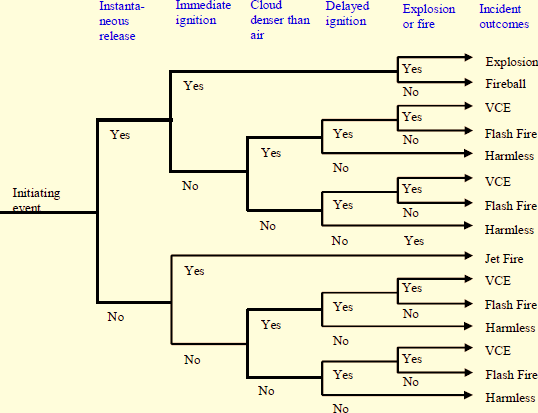 Instanta-
neous
release
Immediate
ignition
Cloud
denser than
air
Delayed
ignition
Explosion
or fire
Incident
outcomes
Explosion
Yes
Yes
Fireball
No
VCE
Yes
Yes
Yes
Flash Fire
No
Yes
Harmless
No
No
VCE
Yes
Initiating
event
Yes
Flash Fire
No
No
Harmless
No
Yes
Jet Fire
Yes
VCE
Yes
Yes
Flash Fire
No
No
Yes
Harmless
No
VCE
No
Yes
Yes
Flash Fire
No
No
Harmless
No